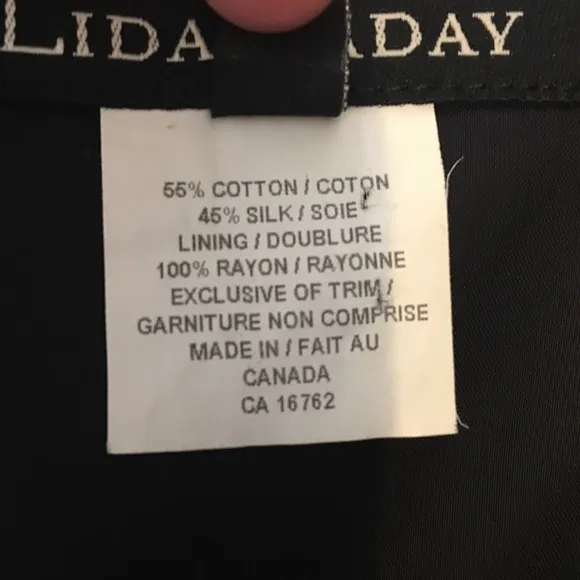 LIDA DAY
55% COTTON / COTON
45% SILK / SOIE
LINING / DOUBLURE
100% RAYON / RAYONNE
EXCLUSIVE OF TRIM /
GARNITURE NON COMPRISE
MADE IN / FAIT AU
CANADA
CA 16762